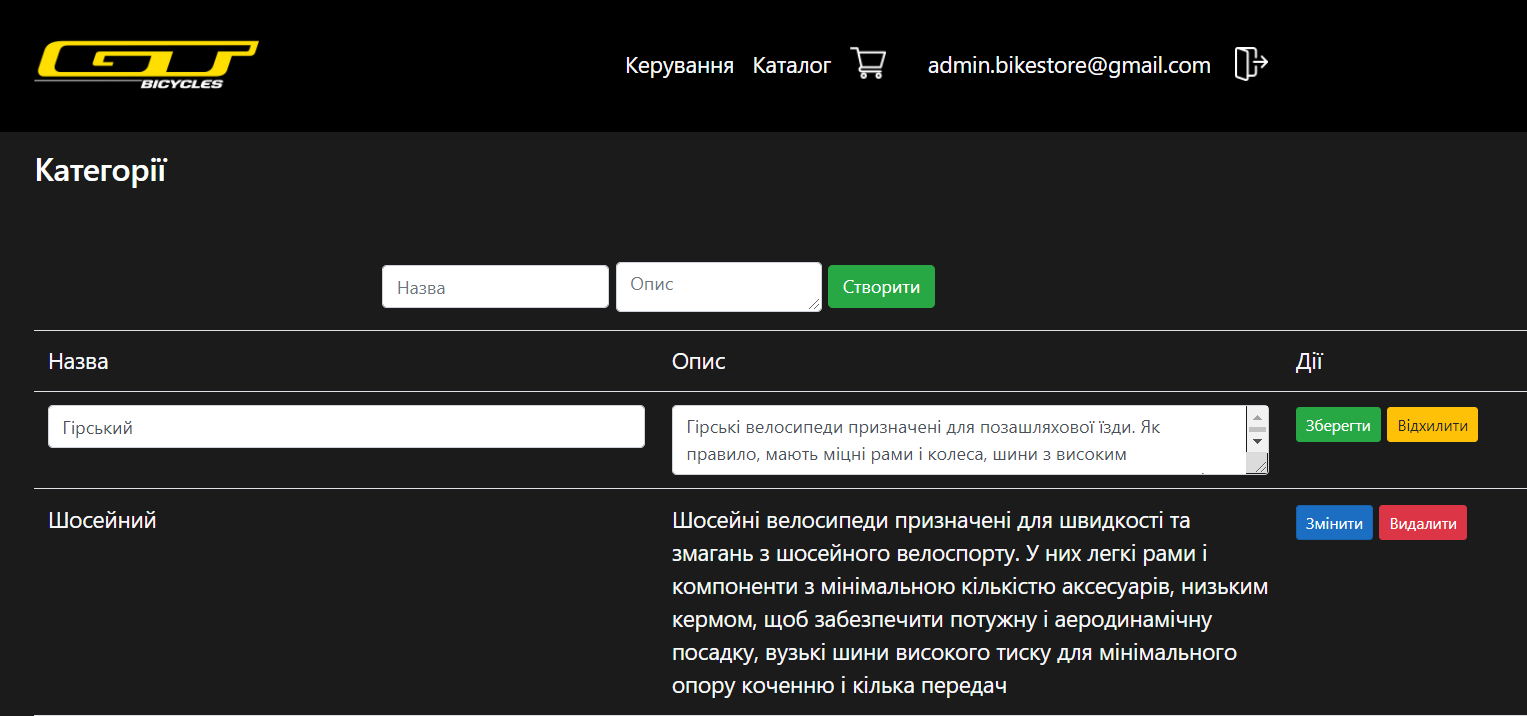 GT
BICYCLES
Керування Каталог admin.bikestore@gmail.com
Категорії
Назва Опис Створити
Назва Опис Дії
Гірський
Гірські велосипеди призначені для позашляхової їзди. Як
правило, мають міцні рами і колеса, шини з високим
Зберегти Відхилити
Шосейний
Шосейні велосипеди призначені для швидкості та
змагань з шосейного велоспорту. У них легкі рами і
компоненти з мінімальною кількістю аксесуарів, низьким
кермом, щоб забезпечити потужну і аеродинамічну
посадку, вузькі шини високого тиску для мінімального
опору коченню і кілька передач
Змінити Видалити